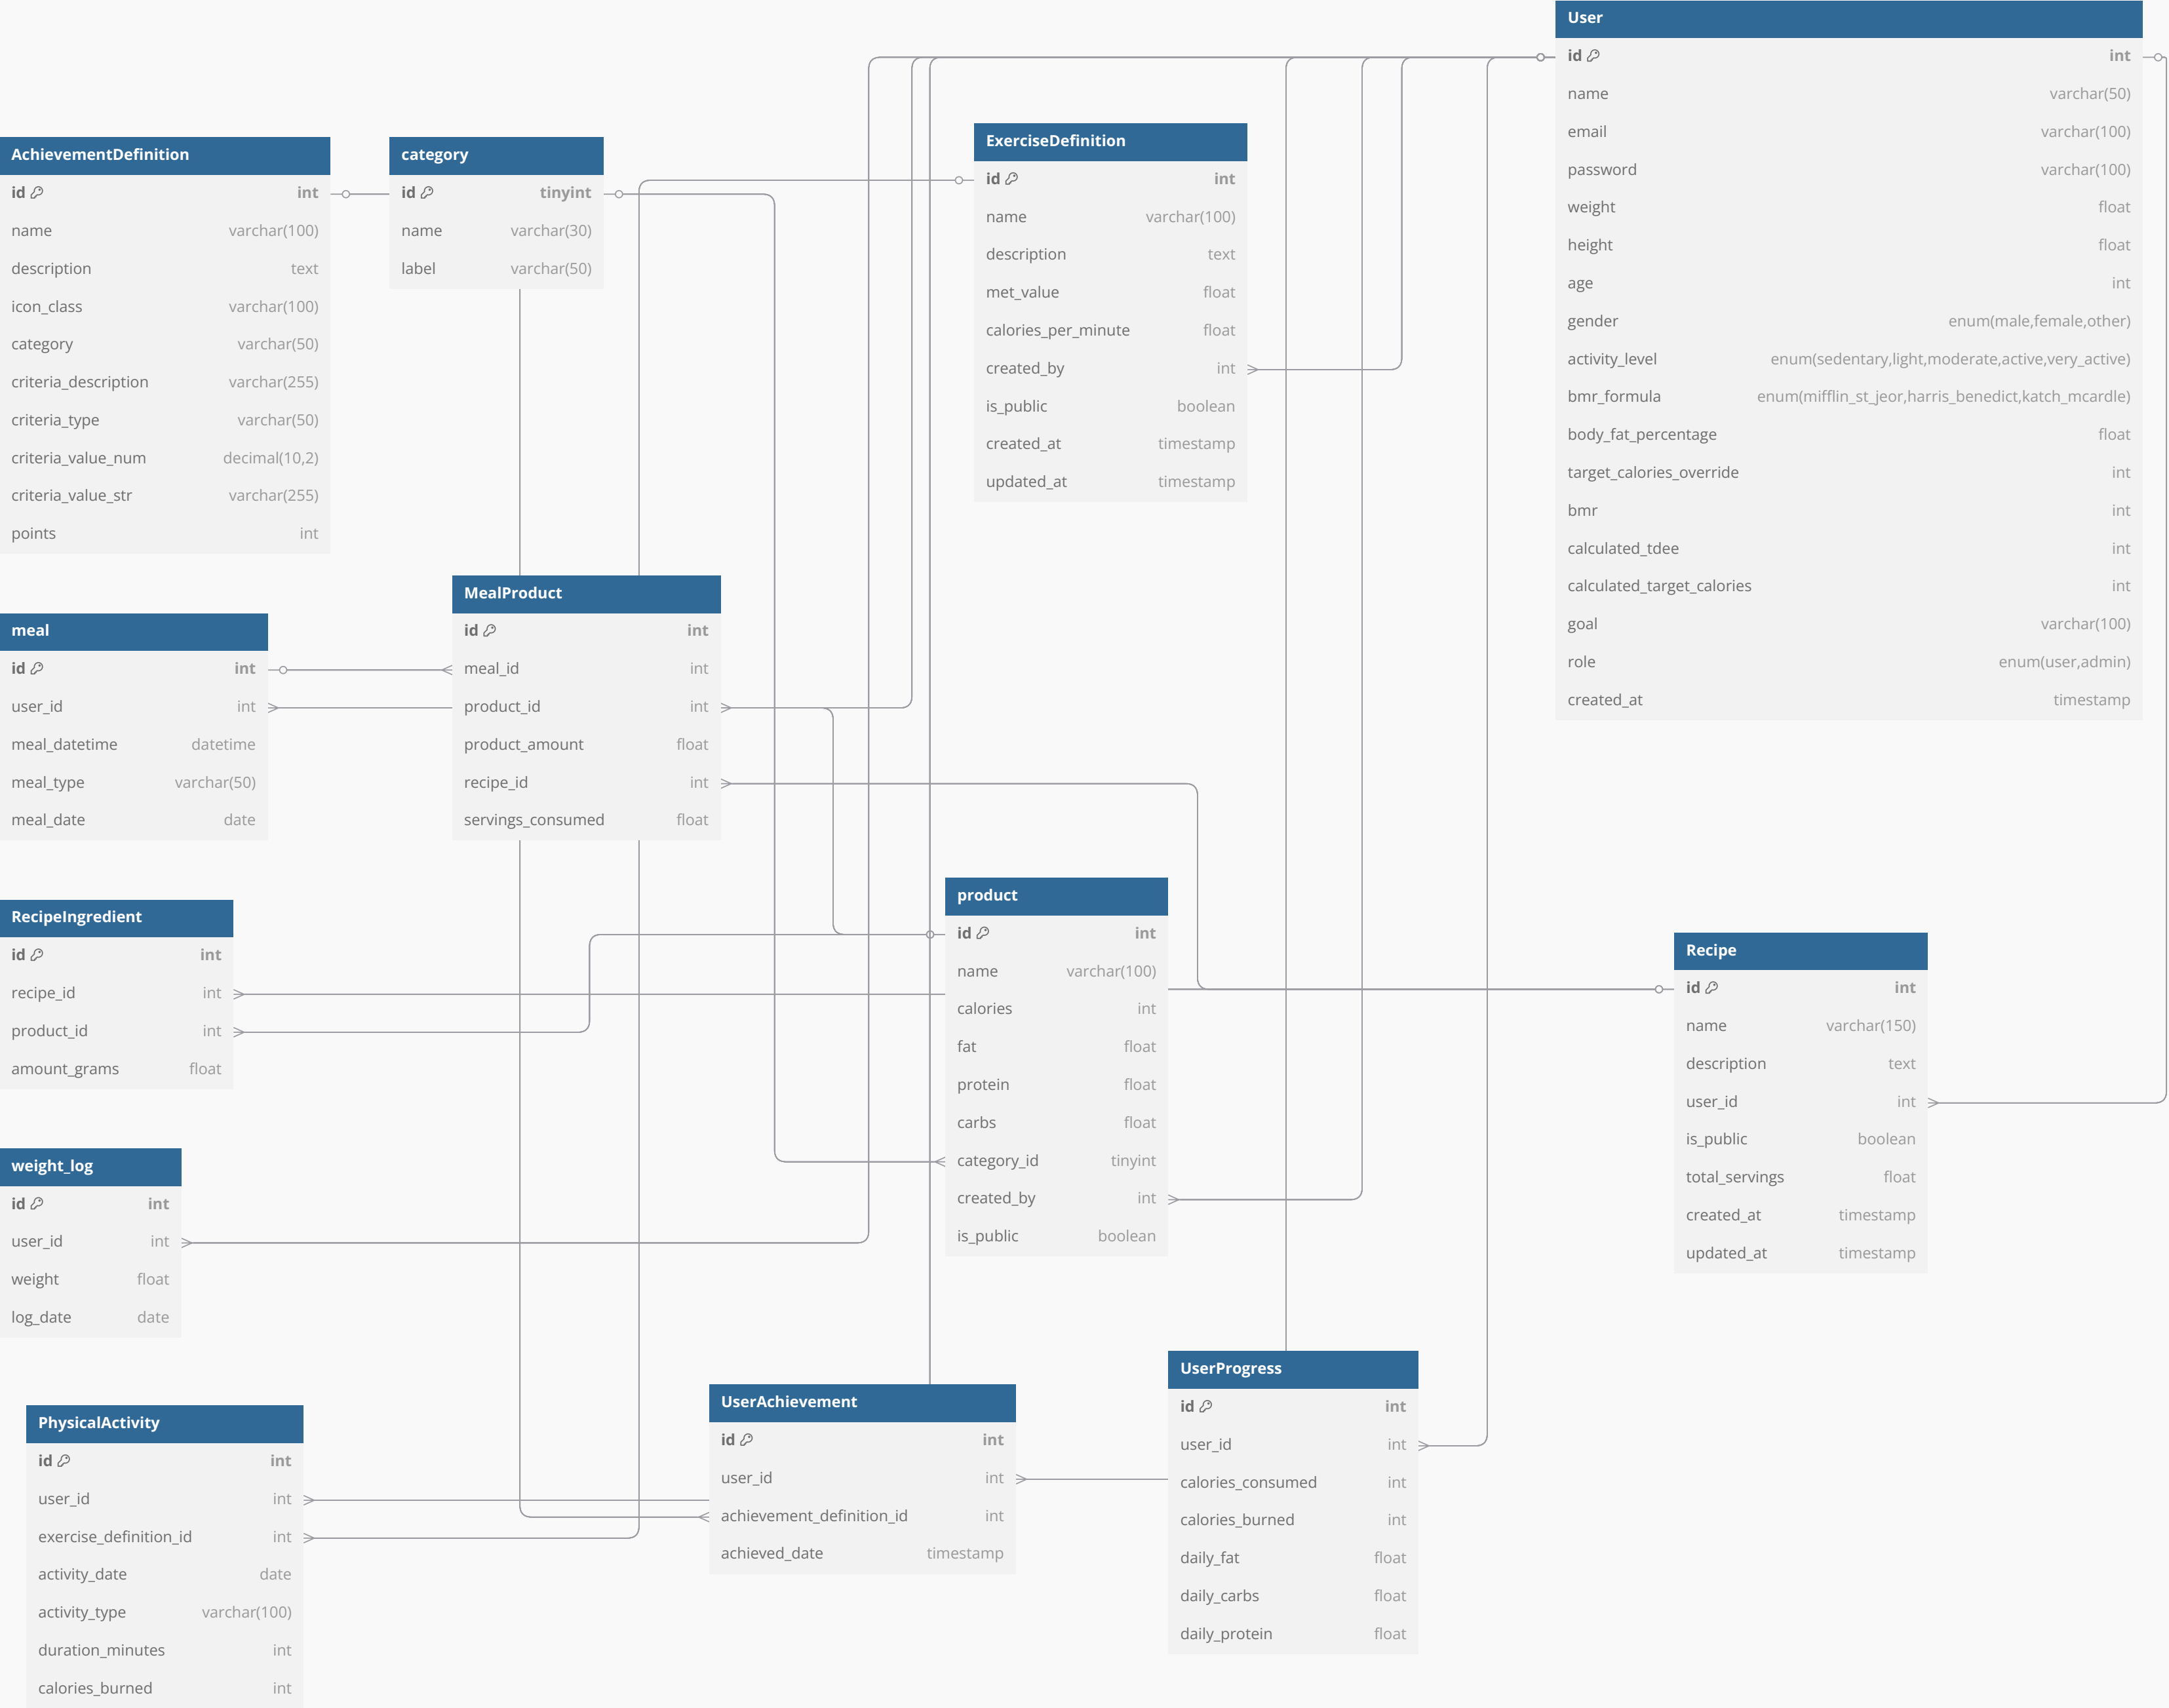 User
id int
name varchar(50)
email varchar(100)
password varchar(100)
weight float
height float
age int
gender enum(male,female,other)
activity_level enum(sedentary,light,moderate,active,very_active)
bmr_formula enum(mifflin_st_jeor,harris_benedict,katch_mcardle)
body_fat_percentage float
target_calories_override int
bmr int
calculated_tdee int
calculated_target_calories int
goal varchar(100)
role enum(user,admin)
created_at timestamp
AchievementDefinition
id int
name varchar(100)
description text
icon_class varchar(100)
category varchar(50)
criteria_description varchar(255)
criteria_type varchar(50)
criteria_value_num decimal(10,2)
criteria_value_str varchar(255)
points int
category
id tinyint
name varchar(30)
label varchar(50)
ExerciseDefinition
id int
name varchar(100)
description text
met_value float
calories_per_minute float
created_by int
is_public boolean
created_at timestamp
updated_at timestamp
meal
id int
user_id int
meal_datetime datetime
meal_type varchar(50)
meal_date date
MealProduct
id int
meal_id int
product_id int
product_amount float
recipe_id int
servings_consumed float
RecipeIngredient
id int
recipe_id int
product_id int
amount_grams float
product
id int
name varchar(100)
calories int
fat float
protein float
carbs float
category_id tinyint
created_by int
is_public boolean
Recipe
id int
name varchar(150)
description text
user_id int
is_public boolean
total_servings float
created_at timestamp
updated_at timestamp
weight_log
id int
user_id int
weight float
log_date date
PhysicalActivity
id int
user_id int
exercise_definition_id int
activity_date date
activity_type varchar(100)
duration_minutes int
calories_burned int
UserAchievement
id int
user_id int
achievement_definition_id int
achieved_date timestamp
UserProgress
id int
user_id int
calories_consumed int
calories_burned int
daily_fat float
daily_carbs float
daily_protein float